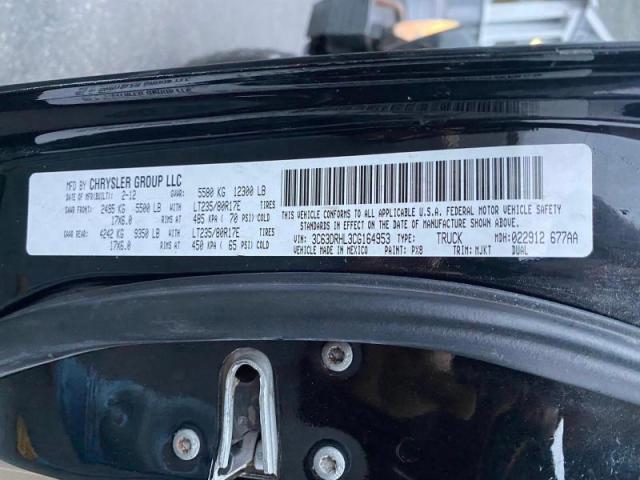 MFD BY CHRYSLER GROUP LLC
DATE OF MFR(BUILT): 2-12 GVWR: 5580 KG 12300 LB
GAWR FRONT: 2495 KG 5500 LB WITH LT235/80R17E TIRES
17X6.0 RIMS AT 485 KPA ( 70 PSI) COLD
GAWR REAR: 4242 KG 9350 LB WITH LT235/80R17E TIRES
17X6.0 RIMS AT 450 KPA ( 65 PSI) COLD
THIS VEHICLE CONFORMS TO ALL APPLICABLE U.S.A. FEDERAL MOTOR VEHICLE SAFETY
STANDARDS IN EFFECT ON THE DATE OF MANUFACTURE SHOWN ABOVE.
VIN: 3C63DRHL3CG164953 TYPE: TRUCK MDH: 022912 677AA
VEHICLE MADE IN MEXICO PAINT: PX8 TRIM: MJKT DUAL